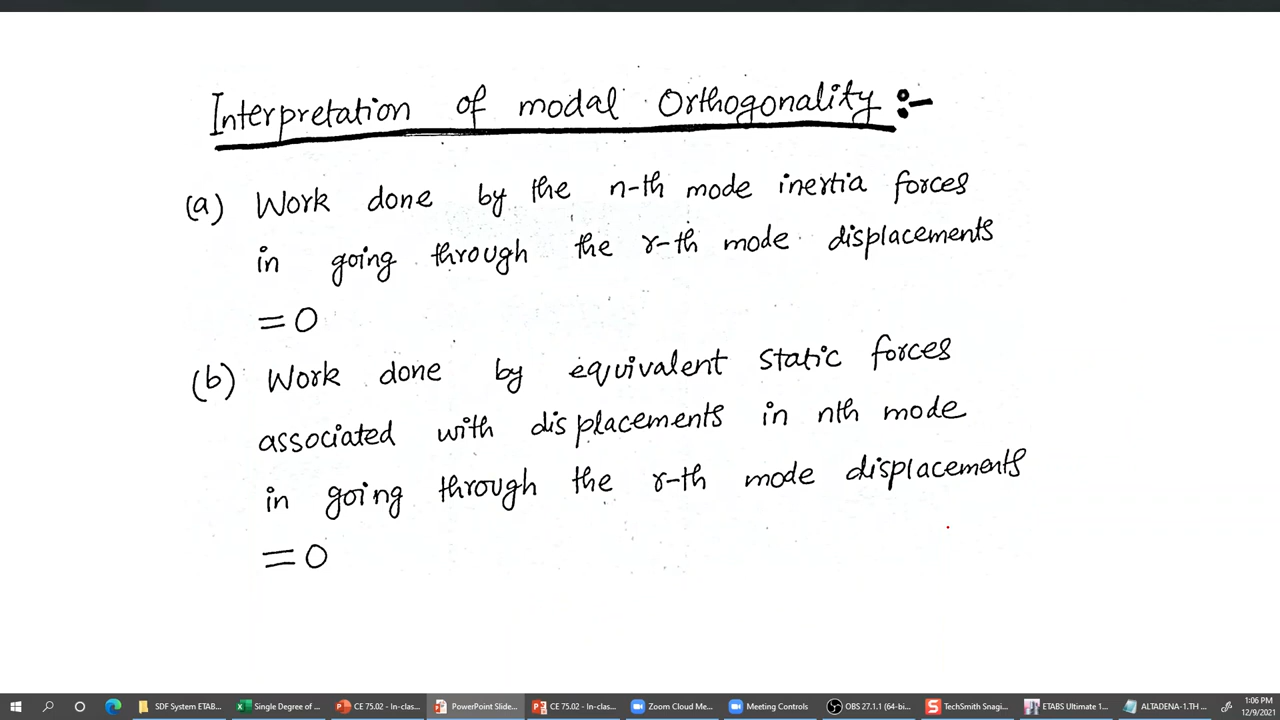 Interpretation of modal Orthogonality :-
(a) Work done by the n-th mode inertia forces
in going through the r-th mode displacements
= 0
(b) Work done by equivalent static forces
associated with displacements in nth mode
in going through the r-th mode displacements
= 0
SDF System ETAB... Single Degree of ... CE 75.02 - In-clas... PowerPoint Slide... CE 75.02 - In-clas... Zoom Cloud Me... Meeting Controls OBS 27.1.1 (64-bi... TechSmith Snagi... ETABS Ultimate 1... ALTADENA-1.TH ... 1:06 PM
12/9/2021